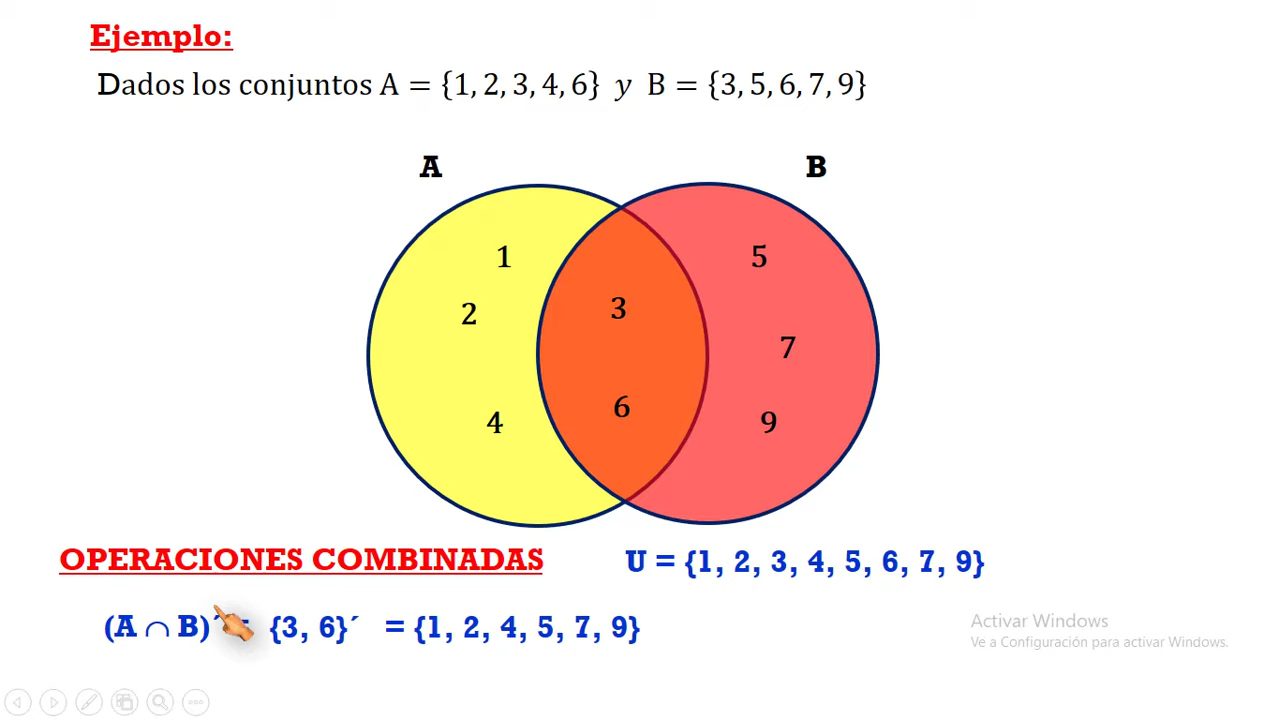 Ejemplo:
Dados los conjuntos A = {1, 2, 3, 4, 6} y B = {3, 5, 6, 7, 9}
A B
1 5
3
2
7
6
4 9
OPERACIONES COMBINADAS U = {1, 2, 3, 4, 5, 6, 7, 9}
(A ∩ B)´= {3, 6}´ = {1, 2, 4, 5, 7, 9}
Activar Windows
Ve a Configuración para activar Windows.